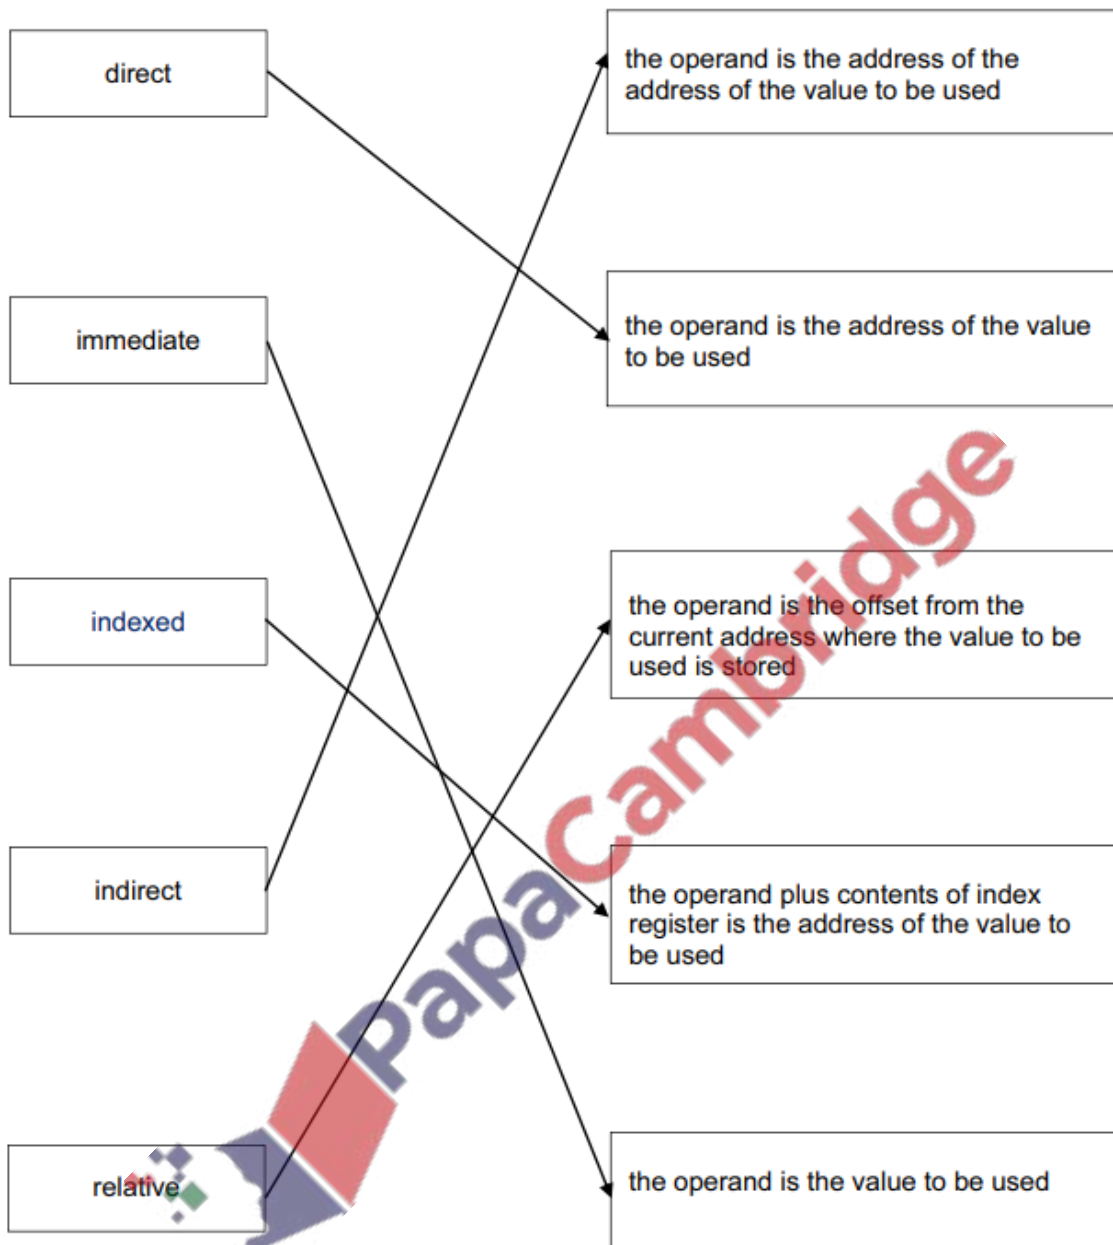 direct
the operand is the address of the
address of the value to be used
immediate
the operand is the address of the value
to be used
indexed
the operand is the offset from the
current address where the value to be
used is stored
indirect
the operand plus contents of index
register is the address of the value to
be used
relative
the operand is the value to be used
PapaCambridge